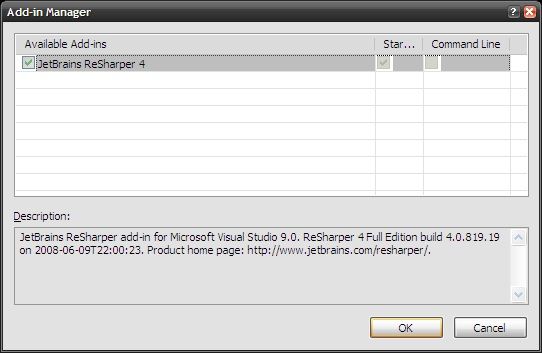 Add-in Manager
Available Add-ins Star... Command Line
JetBrains ReSharper 4
Description:
JetBrains ReSharper add-in for Microsoft Visual Studio 9.0. ReSharper 4 Full Edition build 4.0.819.19
on 2008-06-09T22:00:23. Product home page: http://www.jetbrains.com/resharper/.
OK Cancel